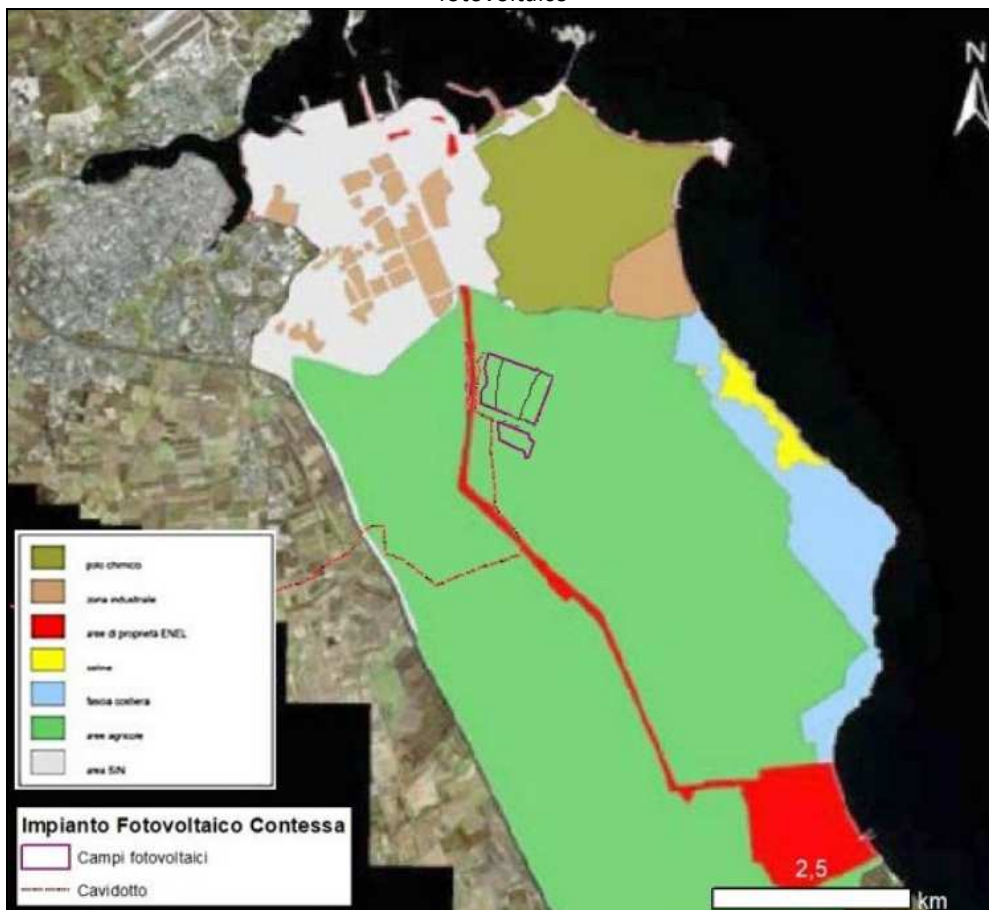 fotovoltaico
N
polo chimico
zona industriale
aree di proprietà ENEL
saline
fascia costiera
aree agricole
area SIN
Impianto Fotovoltaico Contessa
Campi fotovoltaici
Cavidotto
2,5
km